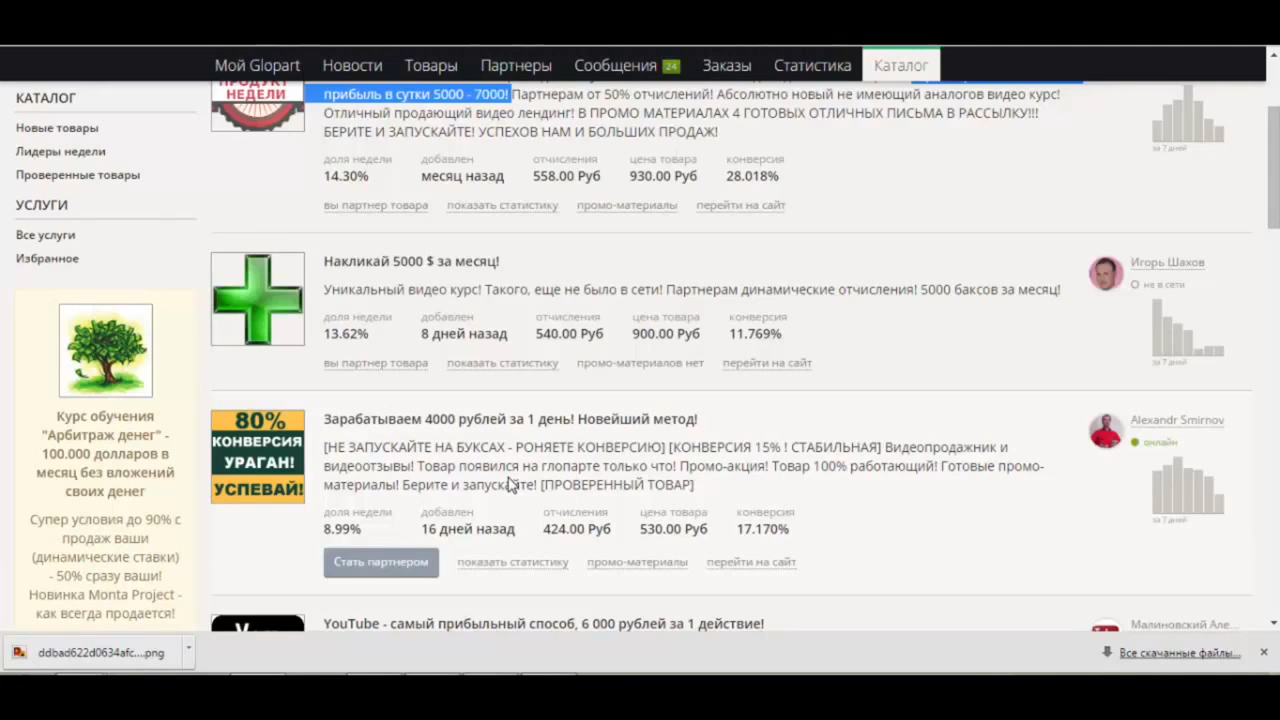 Мой Glopart Новости Товары Партнеры Сообщения 24 Заказы Статистика Каталог
КАТАЛОГ
Новые товары
Лидеры недели
Проверенные товары
УСЛУГИ
Все услуги
Избранное
Курс обучения
"Арбитраж денег" -
100.000 долларов в
месяц без вложений
своих денег
Супер условия до 90% с
продаж ваши
(динамические ставки)
- 50% сразу ваши!
Новинка Monta Project -
как всегда продается!
ПРОДУКТ
НЕДЕЛИ
прибыль в сутки 5000 - 7000! Партнерам от 50% отчислений! Абсолютно новый не имеющий аналогов видео курс!
Отличный продающий видео лендинг! В ПРОМО МАТЕРИАЛАХ 4 ГОТОВЫХ ОТЛИЧНЫХ ПИСЬМА В РАССЫЛКУ!!!
БЕРИТЕ И ЗАПУСКАЙТЕ! УСПЕХОВ НАМ И БОЛЬШИХ ПРОДАЖ!
доля недели добавлен отчисления цена товара конверсия
14.30% месяц назад 558.00 Руб 930.00 Руб 28.018%
вы партнер товара показать статистику промо-материалы перейти на сайт
за 7 дней
Накликай 5000 $ за месяц!
Уникальный видео курс! Такого, еще не было в сети! Партнерам динамические отчисления! 5000 баксов за месяц!
доля недели добавлен отчисления цена товара конверсия
13.62% 8 дней назад 540.00 Руб 900.00 Руб 11.769%
вы партнер товара показать статистику промо-материалов нет перейти на сайт
Игорь Шахов
не в сети
за 7 дней
80%
КОНВЕРСИЯ
УРАГАН!
УСПЕВАЙ!
Зарабатываем 4000 рублей за 1 день! Новейший метод!
[НЕ ЗАПУСКАЙТЕ НА БУКСАХ - РОНЯЕТЕ КОНВЕРСИЮ] [КОНВЕРСИЯ 15% ! СТАБИЛЬНАЯ] Видеопродажник и
видеоотзывы! Товар появился на глопарте только что! Промо-акция! Товар 100% работающий! Готовые промо-
материалы! Берите и запускайте! [ПРОВЕРЕННЫЙ ТОВАР]
доля недели добавлен отчисления цена товара конверсия
8.99% 16 дней назад 424.00 Руб 530.00 Руб 17.170%
Стать партнером показать статистику промо-материалы перейти на сайт
Alexandr Smirnov
онлайн
за 7 дней
YouTube - самый прибыльный способ, 6 000 рублей за 1 действие!
Малиновский Але...
ddbad622d0634afc....png
Все скачанные файлы...